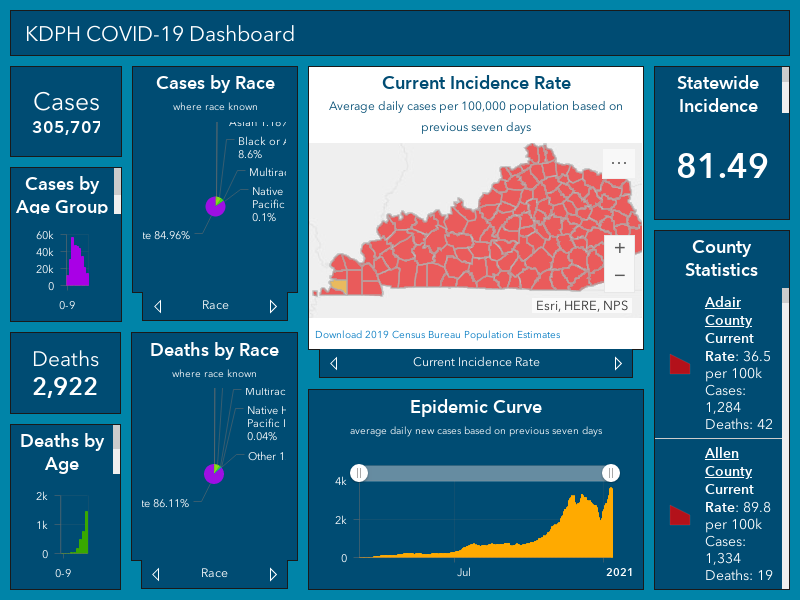 KDPH COVID-19 Dashboard
Cases
305,707
Cases by
Age Group
60k
40k
20k
0
0-9
Deaths
2,922
Deaths by
Age
2k
1k
0
0-9
Cases by Race
where race known
Asian 1.18%
Black or A
8.6%
Multirac
Native
Pacific
0.1%
te 84.96%
Race
Deaths by Race
where race known
Multirac
Native H
Pacific I
0.04%
Other 1
te 86.11%
Race
Current Incidence Rate
Average daily cases per 100,000 population based on
previous seven days
Esri, HERE, NPS
Download 2019 Census Bureau Population Estimates
Current Incidence Rate
Epidemic Curve
average daily new cases based on previous seven days
4k
2k
0
Jul
2021
Statewide
Incidence
81.49
County
Statistics
Adair
County
Current
Rate: 36.5
per 100k
Cases:
1,284
Deaths: 42
Allen
County
Current
Rate: 89.8
per 100k
Cases:
1,334
Deaths: 19